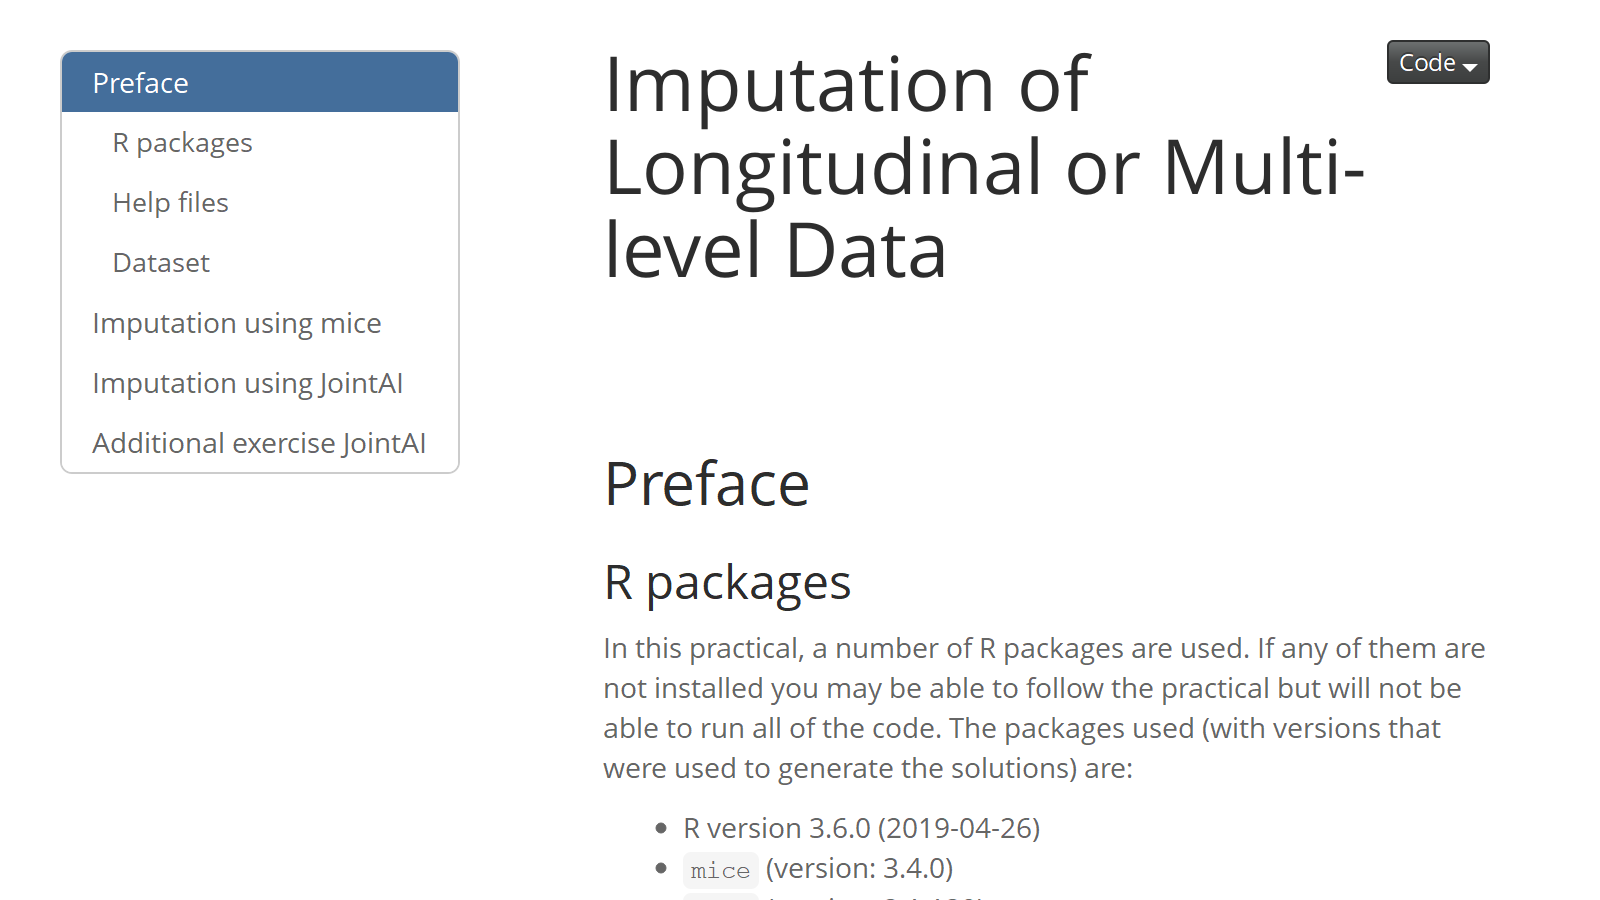 Preface
R packages
Help files
Dataset
Imputation using mice
Imputation using JointAI
Additional exercise JointAI
Code
Imputation of
Longitudinal or Multi-
level Data
Preface
R packages
In this practical, a number of R packages are used. If any of them are
not installed you may be able to follow the practical but will not be
able to run all of the code. The packages used (with versions that
were used to generate the solutions) are:
R version 3.6.0 (2019-04-26)
mice (version: 3.4.0)